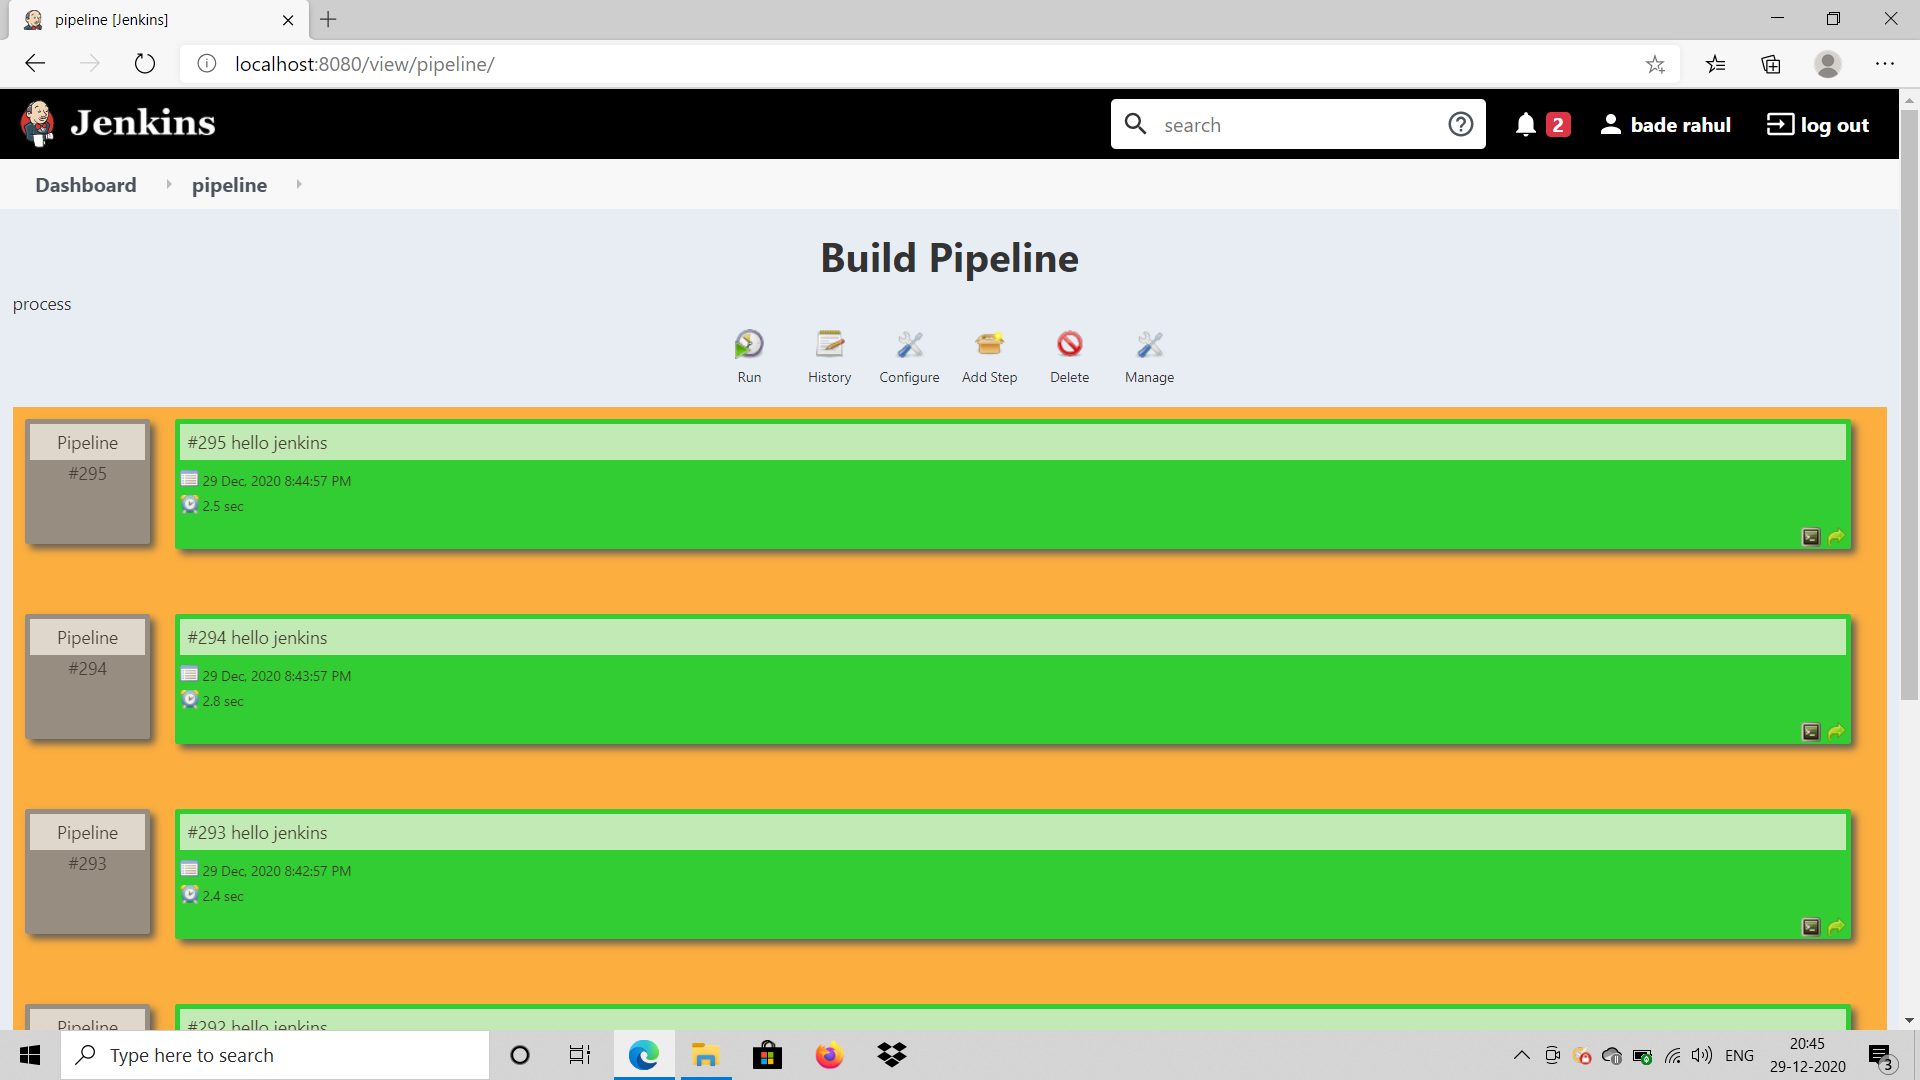 pipeline [Jenkins]
localhost:8080/view/pipeline/
Jenkins
search
2
bade rahul
log out
Dashboard
pipeline
Build Pipeline
process
Run
History
Configure
Add Step
Delete
Manage
Pipeline
#295
#295 hello jenkins
29 Dec, 2020 8:44:57 PM
2.5 sec
Pipeline
#294
#294 hello jenkins
29 Dec, 2020 8:43:57 PM
2.8 sec
Pipeline
#293
#293 hello jenkins
29 Dec, 2020 8:42:57 PM
2.4 sec
Pipeline
#292 hello jenkins
Type here to search
ENG
20:45
29-12-2020
3